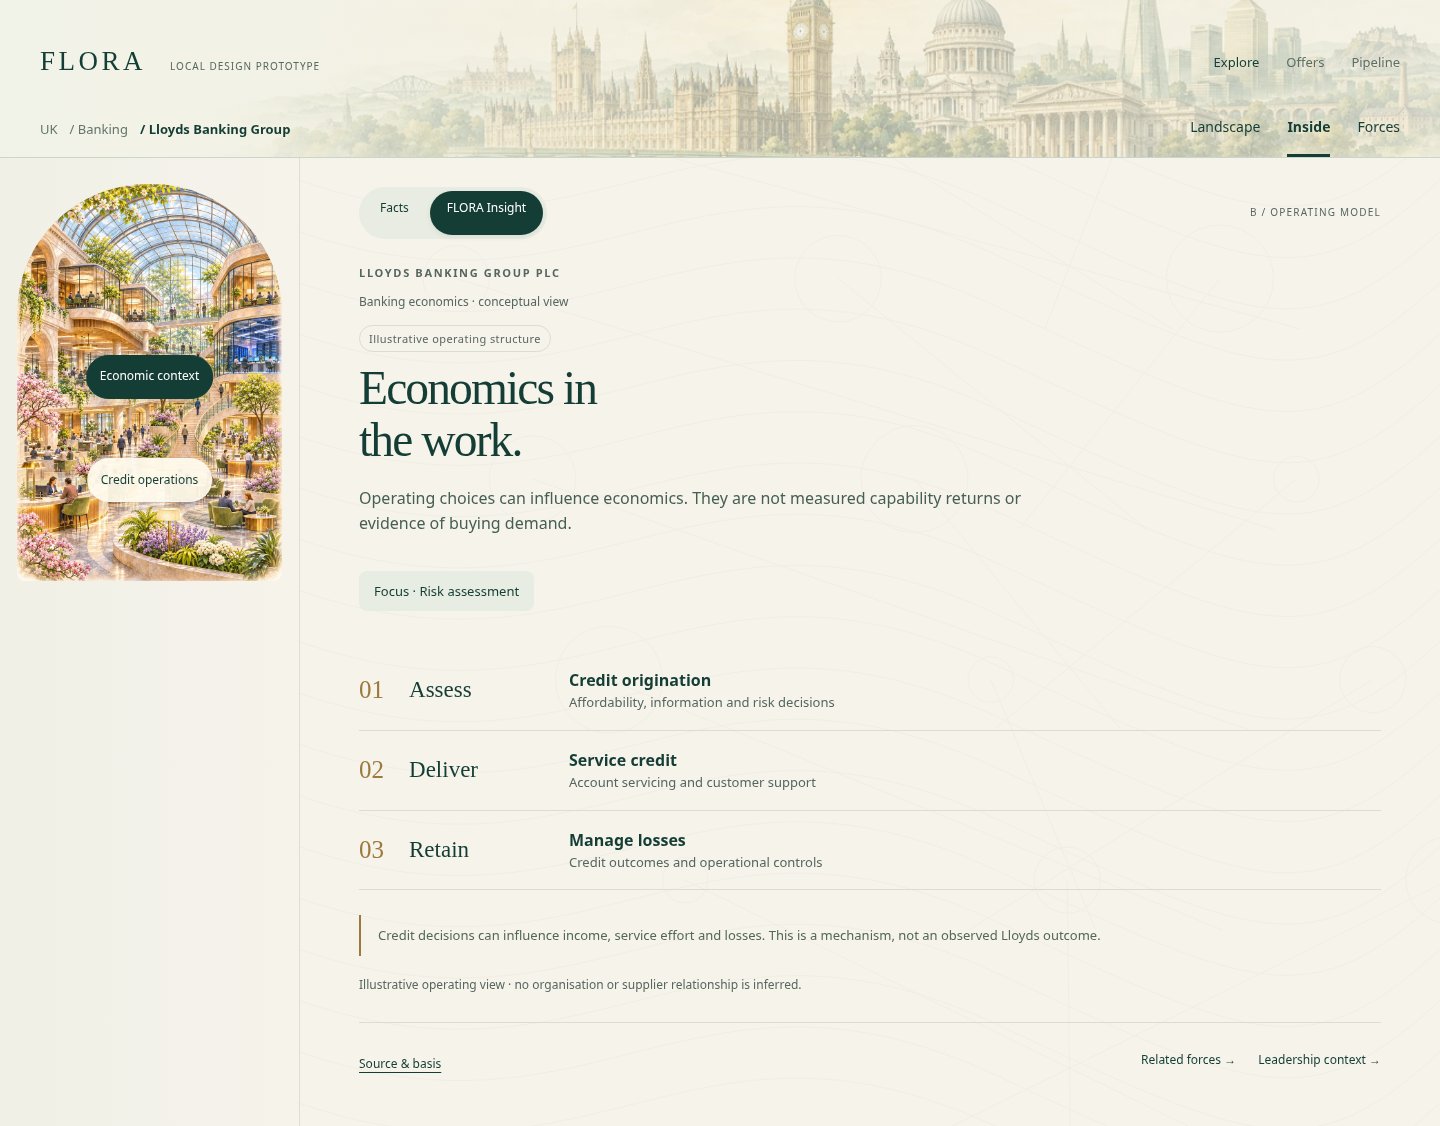 FLORA
LOCAL DESIGN PROTOTYPE
Explore
Offers
Pipeline
UK / Banking / Lloyds Banking Group
Landscape
Inside
Forces
Economic context
Credit operations
Facts
FLORA Insight
B / OPERATING MODEL
LLOYDS BANKING GROUP PLC
Banking economics · conceptual view
Illustrative operating structure
Economics in
the work.
Operating choices can influence economics. They are not measured capability returns or
evidence of buying demand.
Focus · Risk assessment
01 Assess
Credit origination
Affordability, information and risk decisions
02 Deliver
Service credit
Account servicing and customer support
03 Retain
Manage losses
Credit outcomes and operational controls
Credit decisions can influence income, service effort and losses. This is a mechanism, not an observed Lloyds outcome.
Illustrative operating view · no organisation or supplier relationship is inferred.
Source & basis
Related forces →
Leadership context →